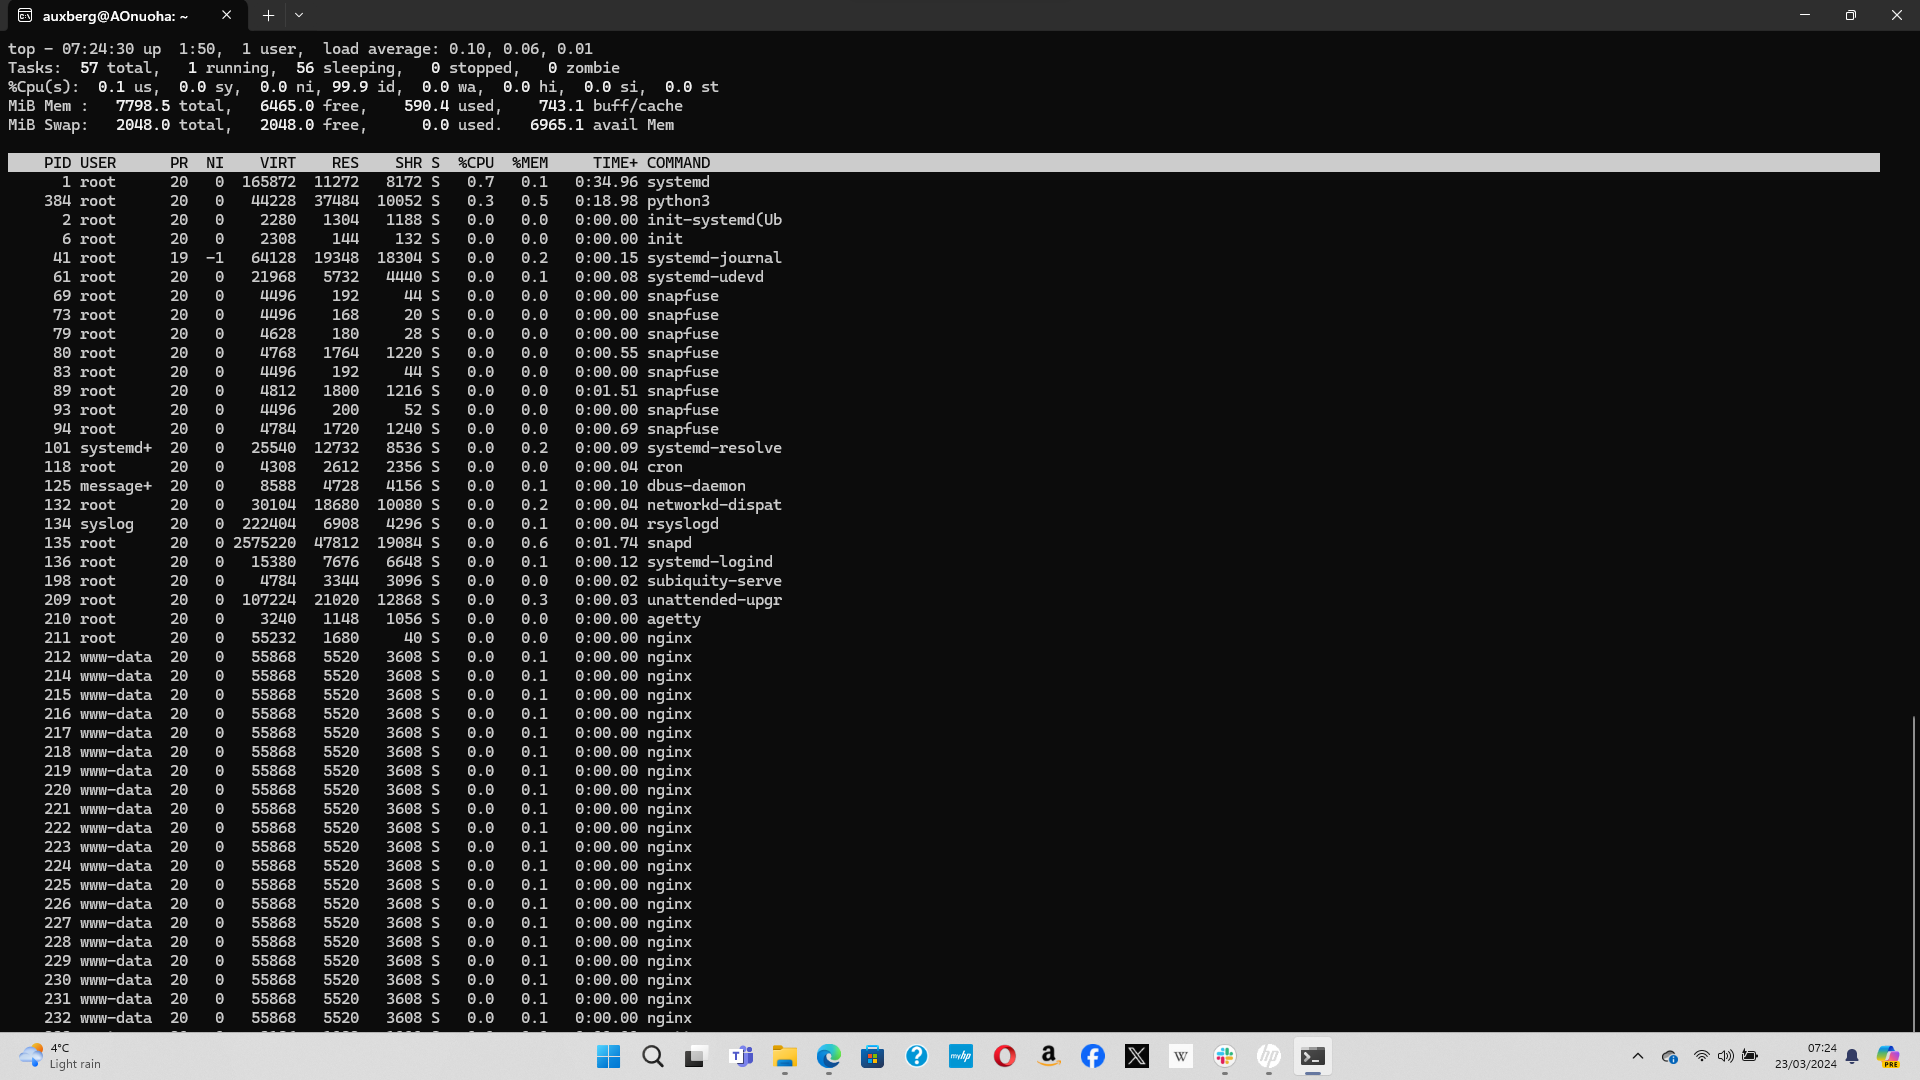 auxberg@AOnuoha: ~
top - 07:24:30 up  1:50,  1 user,  load average: 0.10, 0.06, 0.01
Tasks:  57 total,   1 running,  56 sleeping,   0 stopped,   0 zombie
%Cpu(s):  0.1 us,  0.0 sy,  0.0 ni, 99.9 id,  0.0 wa,  0.0 hi,  0.0 si,  0.0 st
MiB Mem :   7798.5 total,   6465.0 free,    590.4 used,    743.1 buff/cache
MiB Swap:   2048.0 total,   2048.0 free,      0.0 used.   6965.1 avail Mem
PID USER      PR  NI    VIRT    RES    SHR S  %CPU  %MEM     TIME+ COMMAND
1 root      20   0  165872  11272   8172 S   0.7   0.1   0:34.96 systemd
384 root      20   0   44228  37484  10052 S   0.3   0.5   0:18.98 python3
2 root      20   0    2280   1304   1188 S   0.0   0.0   0:00.00 init-systemd(Ub
6 root      20   0    2308    144    132 S   0.0   0.0   0:00.00 init
41 root      19  -1   64128  19348  18304 S   0.0   0.2   0:00.15 systemd-journal
61 root      20   0   21968   5732   4440 S   0.0   0.1   0:00.08 systemd-udevd
69 root      20   0    4496    192     44 S   0.0   0.0   0:00.00 snapfuse
73 root      20   0    4496    168     20 S   0.0   0.0   0:00.00 snapfuse
79 root      20   0    4628    180     28 S   0.0   0.0   0:00.00 snapfuse
80 root      20   0    4768   1764   1220 S   0.0   0.0   0:00.55 snapfuse
83 root      20   0    4496    192     44 S   0.0   0.0   0:00.00 snapfuse
89 root      20   0    4812   1800   1216 S   0.0   0.0   0:01.51 snapfuse
93 root      20   0    4496    200     52 S   0.0   0.0   0:00.00 snapfuse
94 root      20   0    4784   1720   1240 S   0.0   0.0   0:00.69 snapfuse
101 systemd+  20   0   25540  12732   8536 S   0.0   0.2   0:00.09 systemd-resolve
118 root      20   0    4308   2612   2356 S   0.0   0.0   0:00.04 cron
125 message+  20   0    8588   4728   4156 S   0.0   0.1   0:00.10 dbus-daemon
132 root      20   0   30104  18680  10080 S   0.0   0.2   0:00.04 networkd-dispat
134 syslog    20   0  222404   6908   4296 S   0.0   0.1   0:00.04 rsyslogd
135 root      20   0 2575220  47812  19084 S   0.0   0.6   0:01.74 snapd
136 root      20   0   15380   7676   6648 S   0.0   0.1   0:00.12 systemd-logind
198 root      20   0    4784   3344   3096 S   0.0   0.0   0:00.02 subiquity-serve
209 root      20   0  107224  21020  12868 S   0.0   0.3   0:00.03 unattended-upgr
210 root      20   0    3240   1148   1056 S   0.0   0.0   0:00.00 agetty
211 root      20   0   55232   1680     40 S   0.0   0.0   0:00.00 nginx
212 www-data  20   0   55868   5520   3608 S   0.0   0.1   0:00.00 nginx
214 www-data  20   0   55868   5520   3608 S   0.0   0.1   0:00.00 nginx
215 www-data  20   0   55868   5520   3608 S   0.0   0.1   0:00.00 nginx
216 www-data  20   0   55868   5520   3608 S   0.0   0.1   0:00.00 nginx
217 www-data  20   0   55868   5520   3608 S   0.0   0.1   0:00.00 nginx
218 www-data  20   0   55868   5520   3608 S   0.0   0.1   0:00.00 nginx
219 www-data  20   0   55868   5520   3608 S   0.0   0.1   0:00.00 nginx
220 www-data  20   0   55868   5520   3608 S   0.0   0.1   0:00.00 nginx
221 www-data  20   0   55868   5520   3608 S   0.0   0.1   0:00.00 nginx
222 www-data  20   0   55868   5520   3608 S   0.0   0.1   0:00.00 nginx
223 www-data  20   0   55868   5520   3608 S   0.0   0.1   0:00.00 nginx
224 www-data  20   0   55868   5520   3608 S   0.0   0.1   0:00.00 nginx
225 www-data  20   0   55868   5520   3608 S   0.0   0.1   0:00.00 nginx
226 www-data  20   0   55868   5520   3608 S   0.0   0.1   0:00.00 nginx
227 www-data  20   0   55868   5520   3608 S   0.0   0.1   0:00.00 nginx
228 www-data  20   0   55868   5520   3608 S   0.0   0.1   0:00.00 nginx
229 www-data  20   0   55868   5520   3608 S   0.0   0.1   0:00.00 nginx
230 www-data  20   0   55868   5520   3608 S   0.0   0.1   0:00.00 nginx
231 www-data  20   0   55868   5520   3608 S   0.0   0.1   0:00.00 nginx
232 www-data  20   0   55868   5520   3608 S   0.0   0.1   0:00.00 nginx
4°C
Light rain
myhp
W
hp
07:24
23/03/2024
PRE